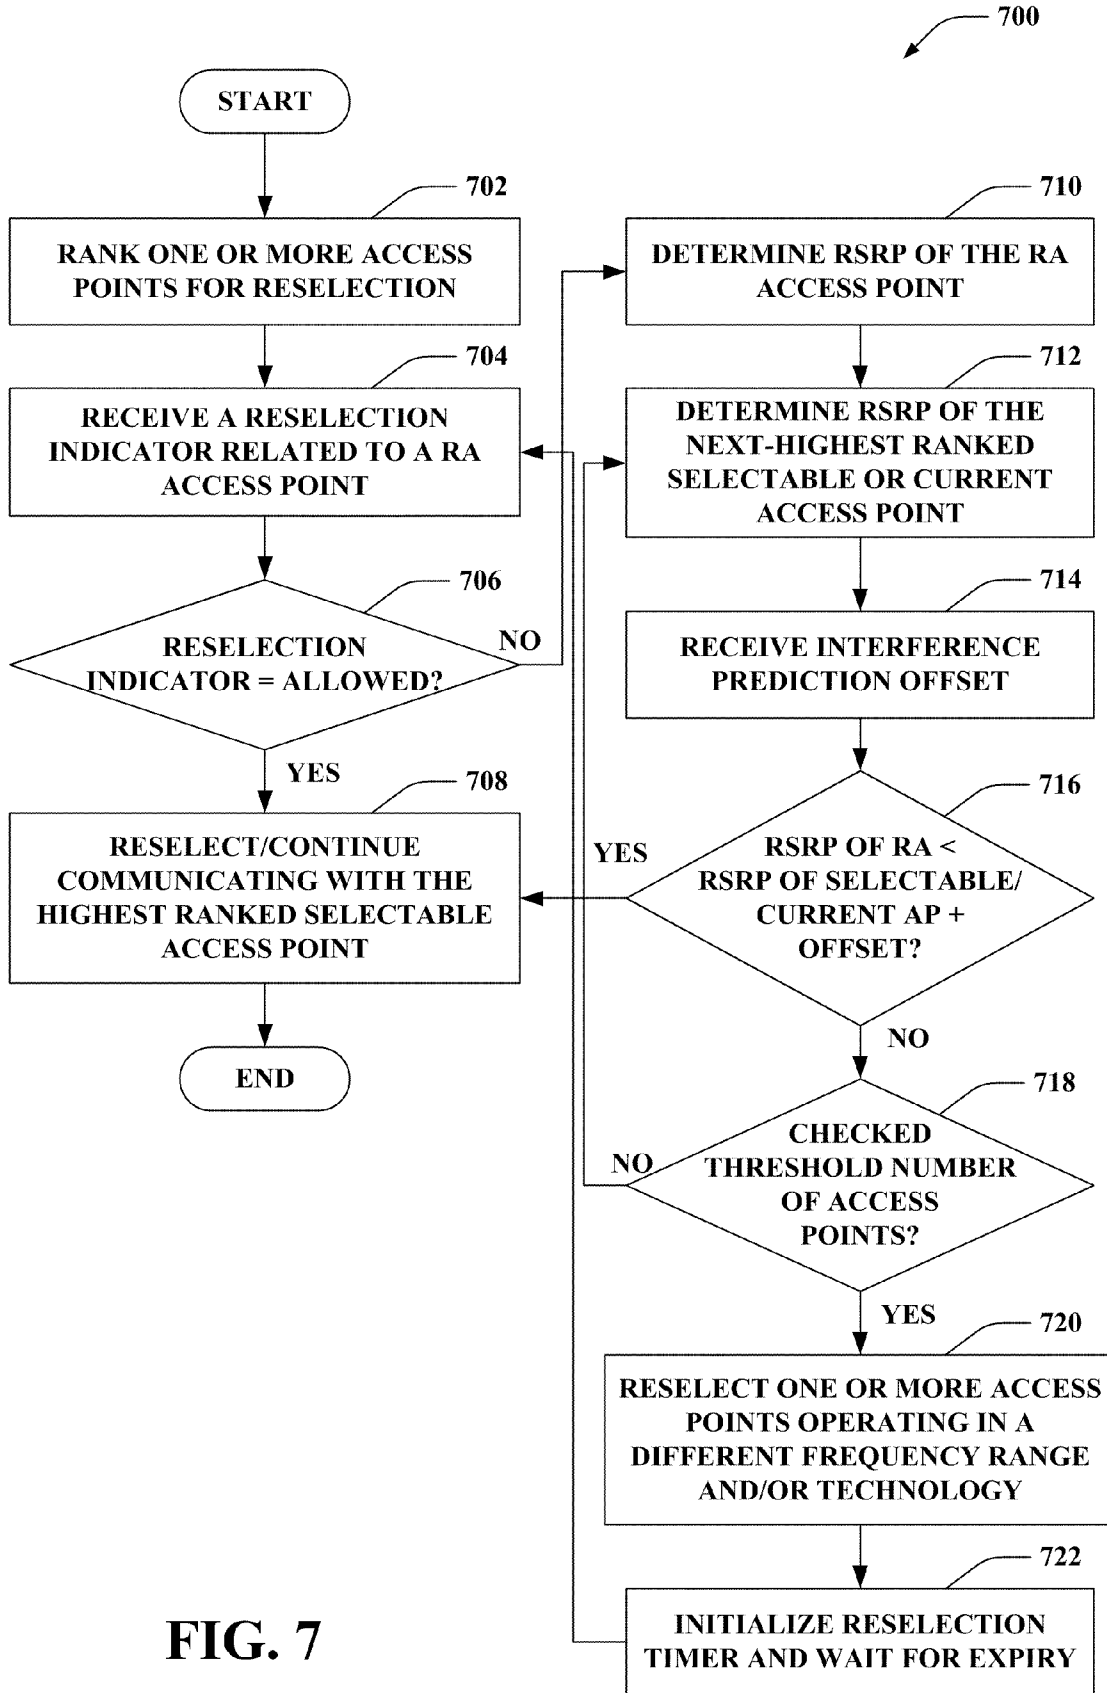 700
START
702
RANK ONE OR MORE ACCESS
POINTS FOR RESELECTION
704
RECEIVE A RESELECTION
INDICATOR RELATED TO A RA
ACCESS POINT
706
RESELECTION
INDICATOR = ALLOWED?
NO
YES
708
RESELECT/CONTINUE
COMMUNICATING WITH THE
HIGHEST RANKED SELECTABLE
ACCESS POINT
END
710
DETERMINE RSRP OF THE RA
ACCESS POINT
712
DETERMINE RSRP OF THE
NEXT-HIGHEST RANKED
SELECTABLE OR CURRENT
ACCESS POINT
714
RECEIVE INTERFERENCE
PREDICTION OFFSET
716
YES
RSRP OF RA <
RSRP OF SELECTABLE/
CURRENT AP +
OFFSET?
NO
718
NO
CHECKED
THRESHOLD NUMBER
OF ACCESS
POINTS?
YES
720
RESELECT ONE OR MORE ACCESS
POINTS OPERATING IN A
DIFFERENT FREQUENCY RANGE
AND/OR TECHNOLOGY
722
INITIALIZE RESELECTION
TIMER AND WAIT FOR EXPIRY
FIG. 7